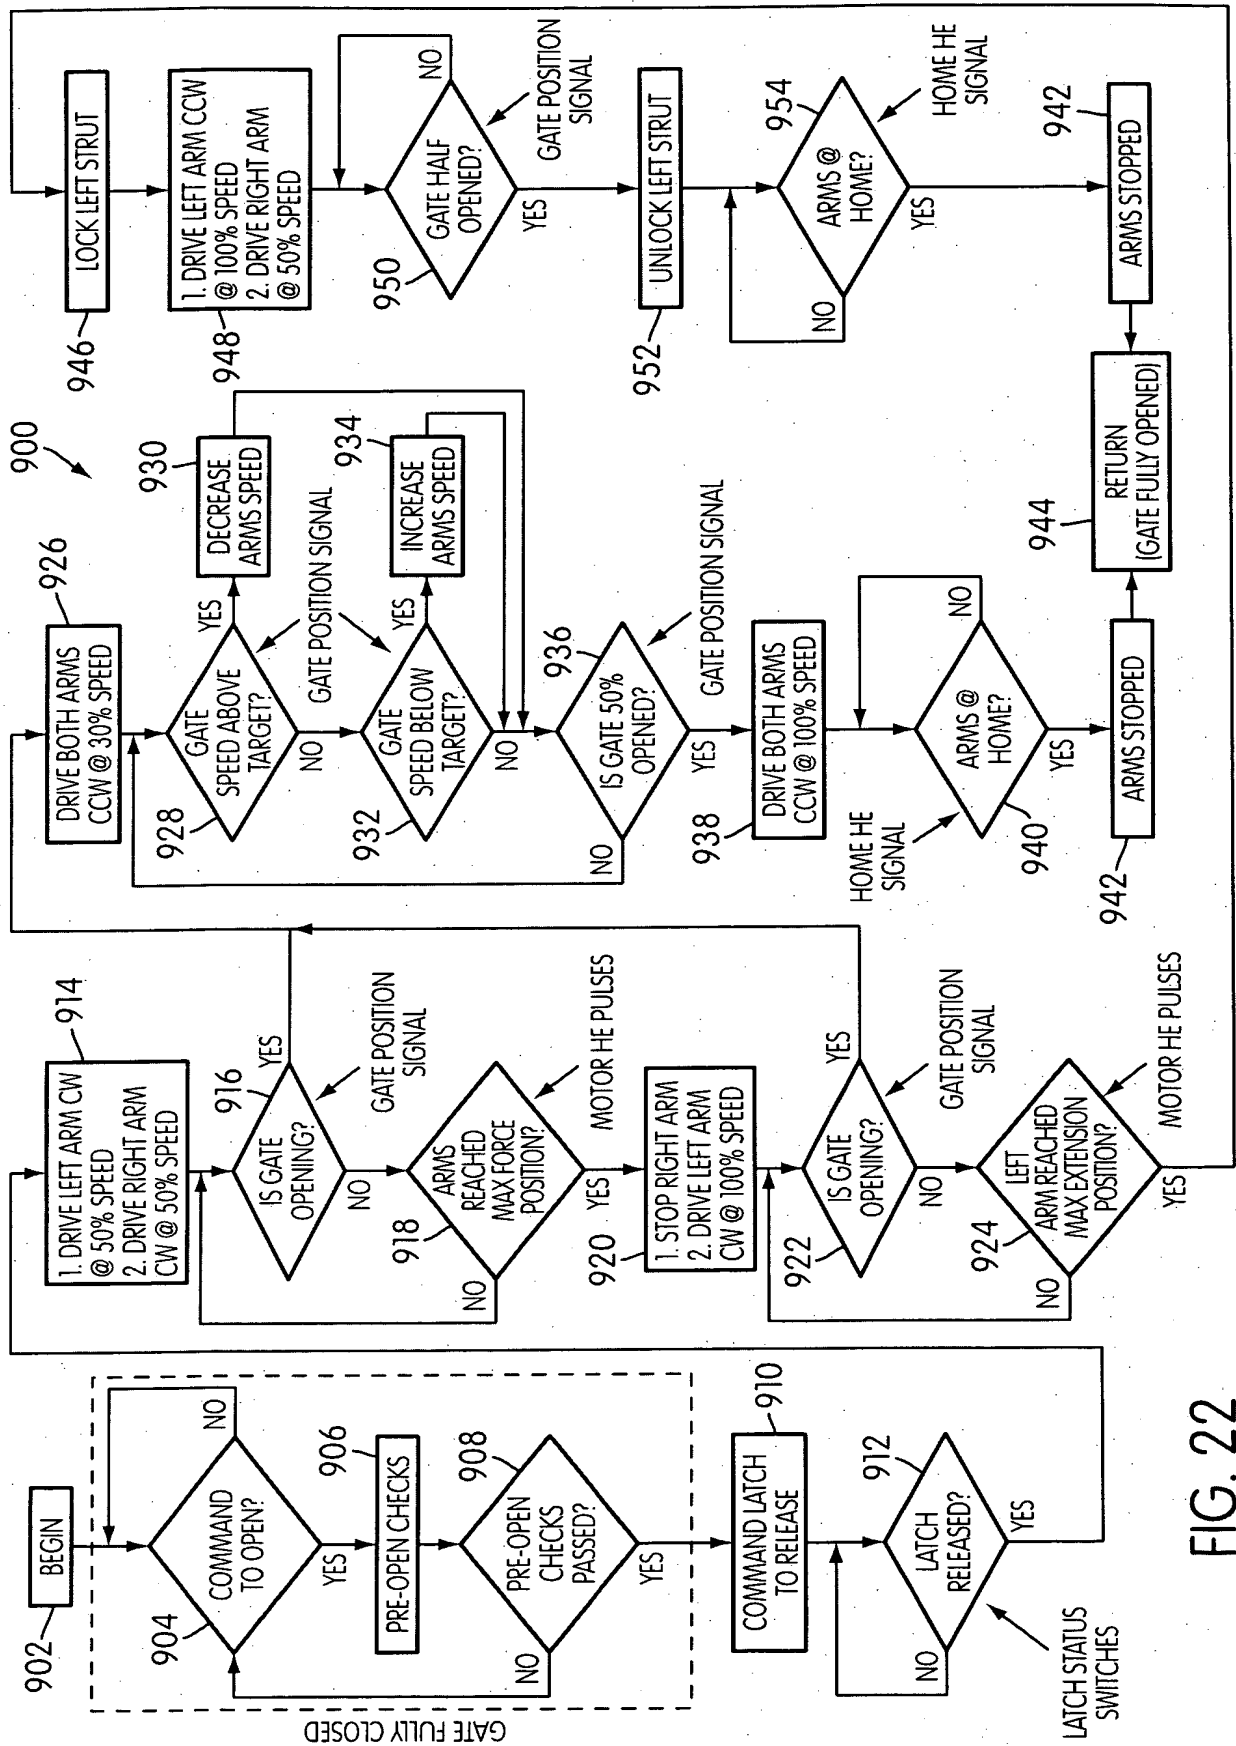 902
BEGIN
904
COMMAND
TO OPEN?
NO
YES
906
PRE-OPEN CHECKS
908
PRE-OPEN
CHECKS
PASSED?
NO
YES
GATE FULLY CLOSED
910
COMMAND LATCH
TO RELEASE
912
LATCH
RELEASED?
NO
YES
LATCH STATUS
SWITCHES
914
1. DRIVE LEFT ARM CW
@ 50% SPEED
2. DRIVE RIGHT ARM
CW @ 50% SPEED
916
IS GATE
OPENING?
YES
NO
GATE POSITION
SIGNAL
918
ARMS
REACHED
MAX FORCE
POSITION?
NO
YES
MOTOR HE PULSES
920
1. STOP RIGHT ARM
2. DRIVE LEFT ARM
CW @ 100% SPEED
922
IS GATE
OPENING?
YES
NO
GATE POSITION
SIGNAL
924
LEFT
ARM REACHED
MAX EXTENSION
POSITION?
NO
YES
MOTOR HE PULSES
900
926
DRIVE BOTH ARMS
CCW @ 30% SPEED
928
GATE
SPEED ABOVE
TARGET?
YES
NO
930
DECREASE
ARMS SPEED
GATE POSITION SIGNAL
932
GATE
SPEED BELOW
TARGET?
YES
NO
934
INCREASE
ARMS SPEED
936
IS GATE 50%
OPENED?
NO
YES
GATE POSITION SIGNAL
938
DRIVE BOTH ARMS
CCW @ 100% SPEED
HOME HE
SIGNAL
940
ARMS @
HOME?
NO
YES
942
ARMS STOPPED
944
RETURN
(GATE FULLY OPENED)
946
LOCK LEFT STRUT
948
1. DRIVE LEFT ARM CCW
@ 100% SPEED
2. DRIVE RIGHT ARM
@ 50% SPEED
950
GATE HALF
OPENED?
NO
YES
GATE POSITION
SIGNAL
952
UNLOCK LEFT STRUT
954
ARMS @
HOME?
NO
YES
HOME HE
SIGNAL
942
ARMS STOPPED
FIG. 22